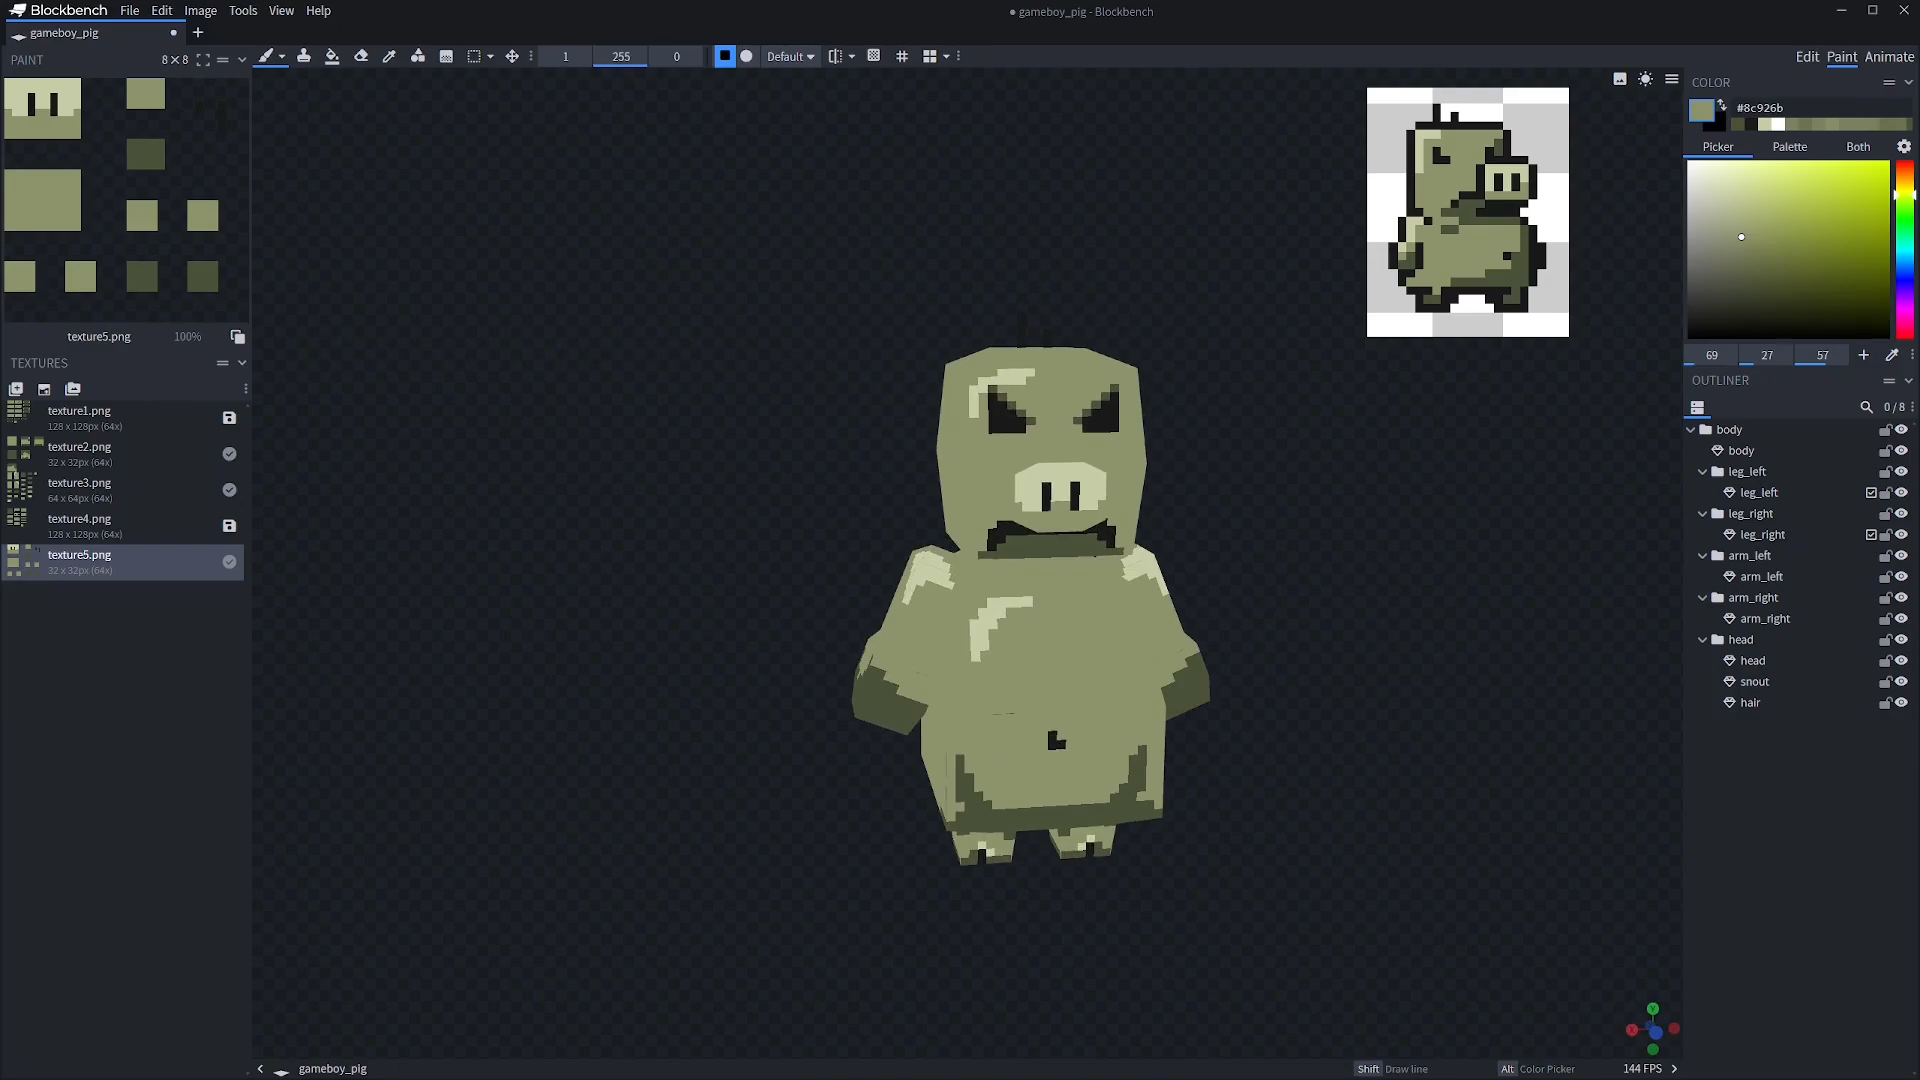 Blockbench File Edit Image Tools View Help
gameboy_pig - Blockbench
gameboy_pig
PAINT 8×8
1 255 0 Default
Edit Paint Animate
COLOR
#8c926b
Picker Palette Both
69 27 57
texture5.png 100%
TEXTURES
texture1.png
128 x 128px (64x)
texture2.png
32 x 32px (64x)
texture3.png
64 x 64px (64x)
texture4.png
128 x 128px (64x)
texture5.png
32 x 32px (64x)
OUTLINER
0/8
body
body
leg_left
leg_left
leg_right
leg_right
arm_left
arm_left
arm_right
arm_right
head
head
snout
hair
Y
gameboy_pig
Shift Draw line Alt Color Picker 144 FPS